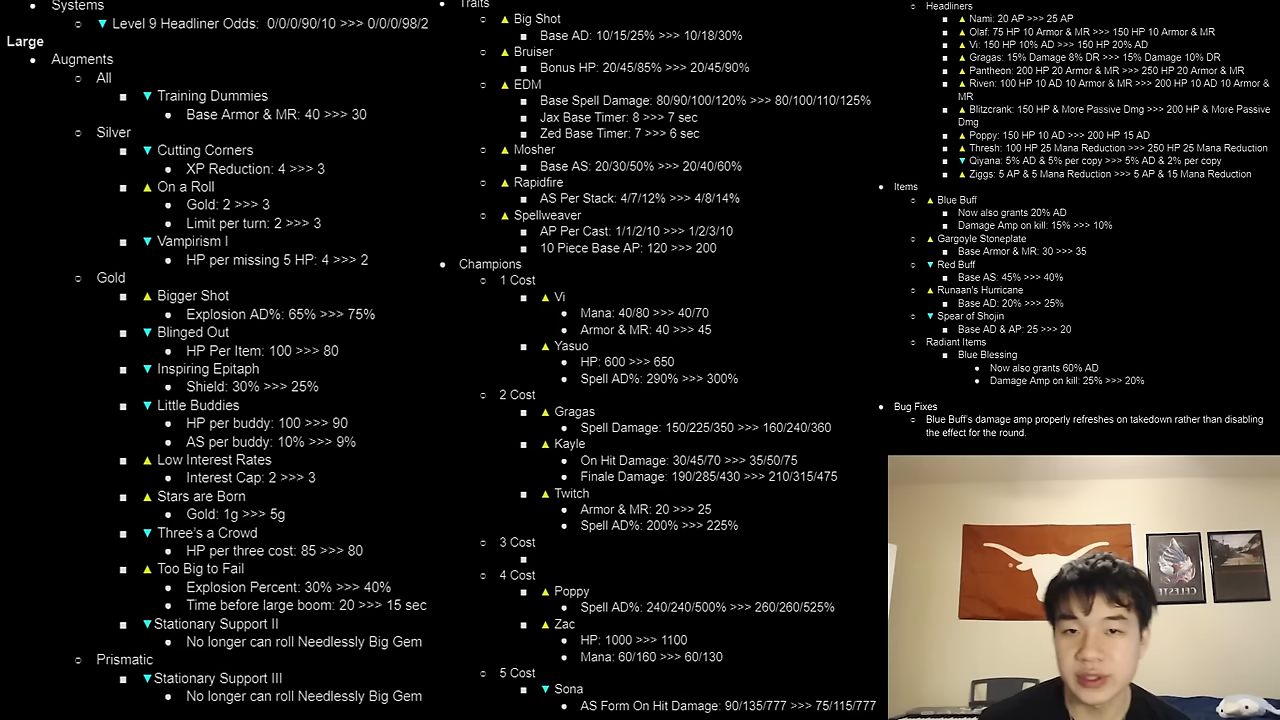 Systems
▼ Level 9 Headliner Odds: 0/0/0/90/10 >>> 0/0/0/98/2
Large
Augments
All
▼ Training Dummies
Base Armor & MR: 40 >>> 30
Silver
▼ Cutting Corners
XP Reduction: 4 >>> 3
▲ On a Roll
Gold: 2 >>> 3
Limit per turn: 2 >>> 3
▼ Vampirism I
HP per missing 5 HP: 4 >>> 2
Gold
▲ Bigger Shot
Explosion AD%: 65% >>> 75%
▼ Blinged Out
HP Per Item: 100 >>> 80
▼ Inspiring Epitaph
Shield: 30% >>> 25%
▼ Little Buddies
HP per buddy: 100 >>> 90
AS per buddy: 10% >>> 9%
▲ Low Interest Rates
Interest Cap: 2 >>> 3
▲ Stars are Born
Gold: 1g >>> 5g
▼ Three's a Crowd
HP per three cost: 85 >>> 80
▲ Too Big to Fail
Explosion Percent: 30% >>> 40%
Time before large boom: 20 >>> 15 sec
▼Stationary Support II
No longer can roll Needlessly Big Gem
Prismatic
▼Stationary Support III
No longer can roll Needlessly Big Gem
Traits
▲ Big Shot
Base AD: 10/15/25% >>> 10/18/30%
▲ Bruiser
Bonus HP: 20/45/85% >>> 20/45/90%
▲ EDM
Base Spell Damage: 80/90/100/120% >>> 80/100/110/125%
Jax Base Timer: 8 >>> 7 sec
Zed Base Timer: 7 >>> 6 sec
▲ Mosher
Base AS: 20/30/50% >>> 20/40/60%
▲ Rapidfire
AS Per Stack: 4/7/12% >>> 4/8/14%
▲ Spellweaver
AP Per Cast: 1/1/2/10 >>> 1/2/3/10
10 Piece Base AP: 120 >>> 200
Champions
1 Cost
▲ Vi
Mana: 40/80 >>> 40/70
Armor & MR: 40 >>> 45
▲ Yasuo
HP: 600 >>> 650
Spell AD%: 290% >>> 300%
2 Cost
▲ Gragas
Spell Damage: 150/225/350 >>> 160/240/360
▲ Kayle
On Hit Damage: 30/45/70 >>> 35/50/75
Finale Damage: 190/285/430 >>> 210/315/475
▲ Twitch
Armor & MR: 20 >>> 25
Spell AD%: 200% >>> 225%
3 Cost
4 Cost
▲ Poppy
Spell AD%: 240/240/500% >>> 260/260/525%
▲ Zac
HP: 1000 >>> 1100
Mana: 60/160 >>> 60/130
5 Cost
▼ Sona
AS Form On Hit Damage: 90/135/777 >>> 75/115/777
Headliners
▲ Nami: 20 AP >>> 25 AP
▲ Olaf: 75 HP 10 Armor & MR >>> 150 HP 10 Armor & MR
▲ Vi: 150 HP 10% AD >>> 150 HP 20% AD
▲ Gragas: 15% Damage 8% DR >>> 15% Damage 10% DR
▲ Pantheon: 200 HP 20 Armor & MR >>> 250 HP 20 Armor & MR
▲ Riven: 100 HP 10 AD 10 Armor & MR >>> 200 HP 10 AD 10 Armor &
MR
▲ Blitzcrank: 150 HP & More Passive Dmg >>> 200 HP & More Passive
Dmg
▲ Poppy: 150 HP 10 AD >>> 200 HP 15 AD
▲ Thresh: 100 HP 25 Mana Reduction >>> 250 HP 25 Mana Reduction
▼ Qiyana: 5% AD & 5% per copy >>> 5% AD & 2% per copy
▲ Ziggs: 5 AP & 5 Mana Reduction >>> 5 AP & 15 Mana Reduction
Items
▲ Blue Buff
Now also grants 20% AD
Damage Amp on kill: 15% >>> 10%
▲ Gargoyle Stoneplate
Base Armor & MR: 30 >>> 35
▼ Red Buff
Base AS: 45% >>> 40%
▲ Runaan's Hurricane
Base AD: 20% >>> 25%
▼ Spear of Shojin
Base AD & AP: 25 >>> 20
Radiant Items
Blue Blessing
Now also grants 60% AD
Damage Amp on kill: 25% >>> 20%
Bug Fixes
Blue Buff's damage amp properly refreshes on takedown rather than disabling
the effect for the round.
CELESTE